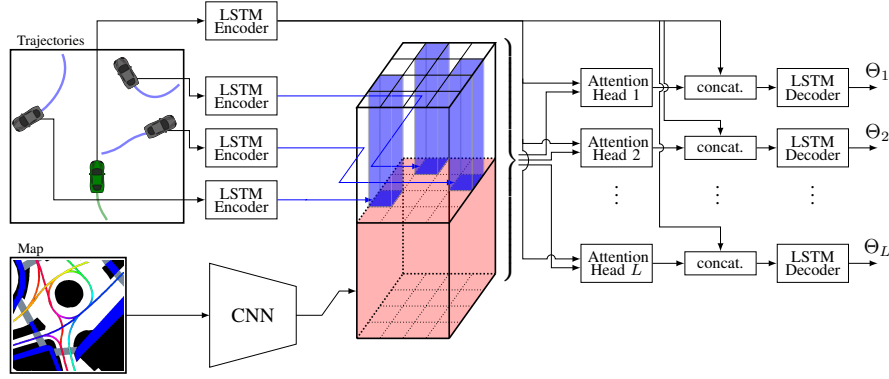 Trajectories
LSTM
Encoder
LSTM
Encoder
LSTM
Encoder
LSTM
Encoder
Map
CNN
Attention
Head 1
concat.
LSTM
Decoder
Θ₁
Attention
Head 2
concat.
LSTM
Decoder
Θ₂
⋮
⋮
⋮
Attention
Head L
concat.
LSTM
Decoder
Θ_L